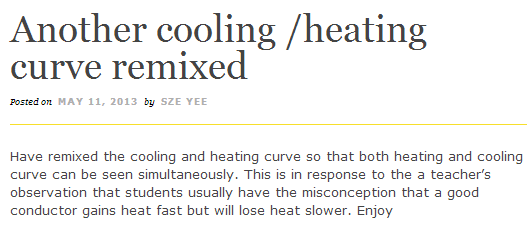 Another cooling /heating
curve remixed
Posted on MAY 11, 2013 by SZE YEE
Have remixed the cooling and heating curve so that both heating and cooling
curve can be seen simultaneously. This is in response to the a teacher's
observation that students usually have the misconception that a good
conductor gains heat fast but will lose heat slower. Enjoy